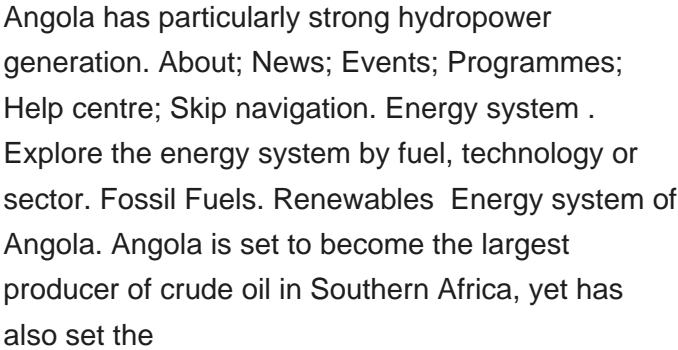 Angola has particularly strong hydropower
generation. About; News; Events; Programmes;
Help centre; Skip navigation. Energy system .
Explore the energy system by fuel, technology or
sector. Fossil Fuels. Renewables  Energy system of
Angola. Angola is set to become the largest
producer of crude oil in Southern Africa, yet has
also set the